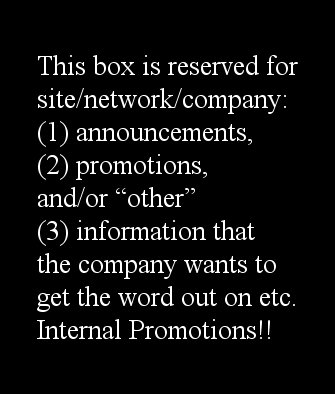 This box is reserved for
site/network/company:
(1) announcements,
(2) promotions,
and/or “other”
(3) information that
the company wants to
get the word out on etc.
Internal Promotions!!